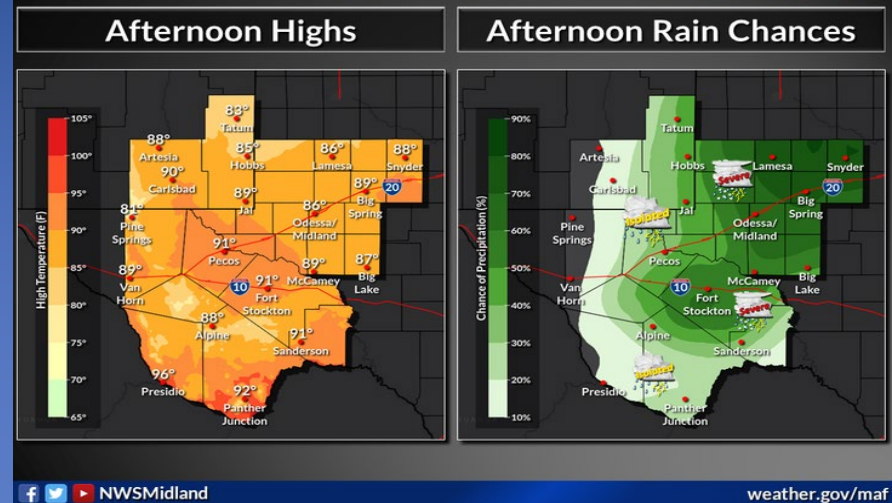 Afternoon Highs
105°
100°
95°
90°
85°
80°
75°
70°
65°
High Temperature (F)
83°
Tatum
88°
Artesia
85°
Hobbs
86°
Lamesa
88°
Snyder
90°
Carlsbad
89°
Jal
89°
Big
Spring
20
81°
Pine
Springs
86°
Odessa/
Midland
91°
Pecos
89°
Van
Horn
10
91°
Fort
Stockton
89°
McCamey
87°
Big
Lake
88°
Alpine
91°
Sanderson
96°
Presidio
92°
Panther
Junction
Afternoon Rain Chances
90%
80%
70%
60%
50%
40%
30%
20%
10%
Chance of Precipitation (%)
Tatum
Artesia
Hobbs
Lamesa
Snyder
Severe
Carlsbad
Isolated
Jal
Big
Spring
20
Pine
Springs
Odessa/
Midland
Pecos
Van
Horn
10
Fort
Stockton
McCamey
Big
Lake
Severe
Alpine
Sanderson
Isolated
Presidio
Panther
Junction
NWSMidland
weather.gov/maf